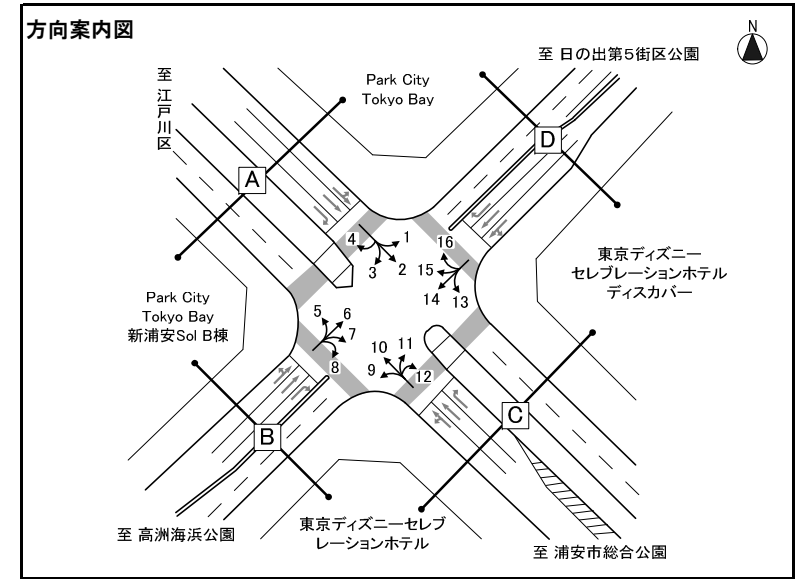 方向案内図
N
至 日の出第5街区公園
至
江
戸
川
区
Park City
Tokyo Bay
D
A
4
1
3
2
16
15
14
13
東京ディズニー
セレブレーションホテル
ディスカバー
Park City
Tokyo Bay
新浦安Sol B棟
5
6
7
8
10
11
9
12
C
B
至 高洲海浜公園
東京ディズニーセレブ
レーションホテル
至 浦安市総合公園